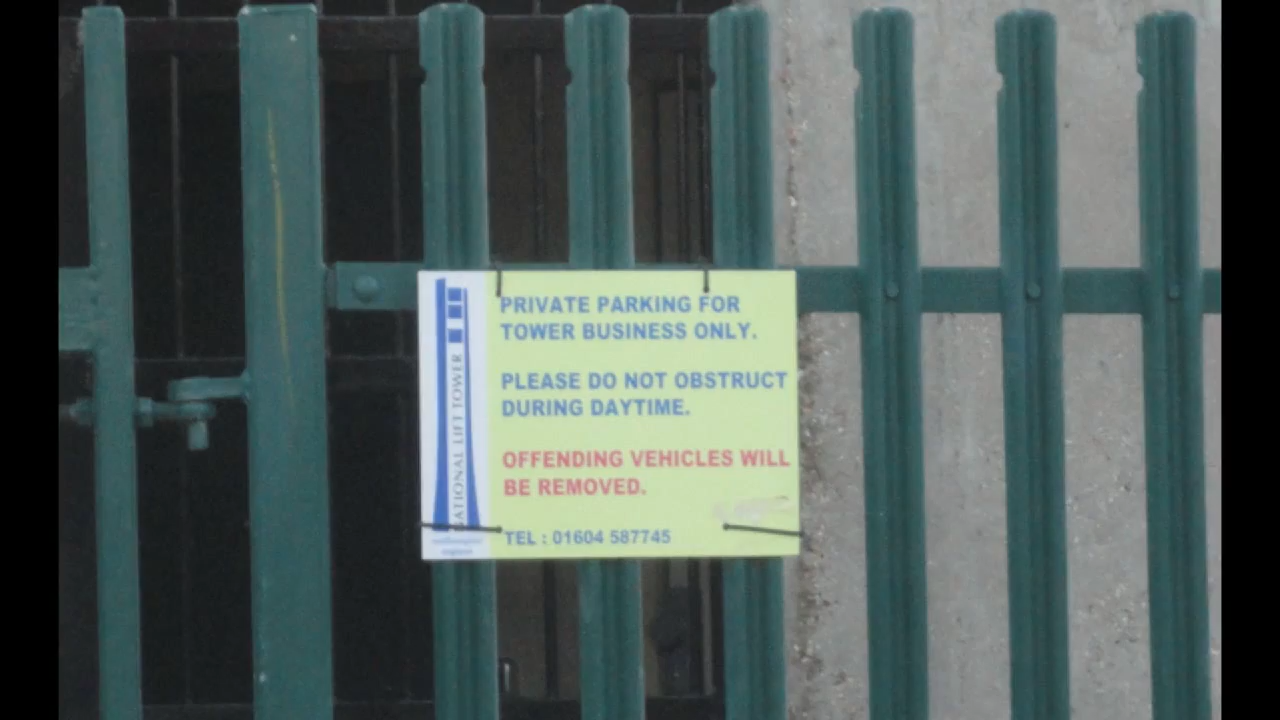 PRIVATE PARKING FOR
TOWER BUSINESS ONLY.
PLEASE DO NOT OBSTRUCT
DURING DAYTIME.
OFFENDING VEHICLES WILL
BE REMOVED.
TEL : 01604 587745
NATIONAL LIFT TOWER